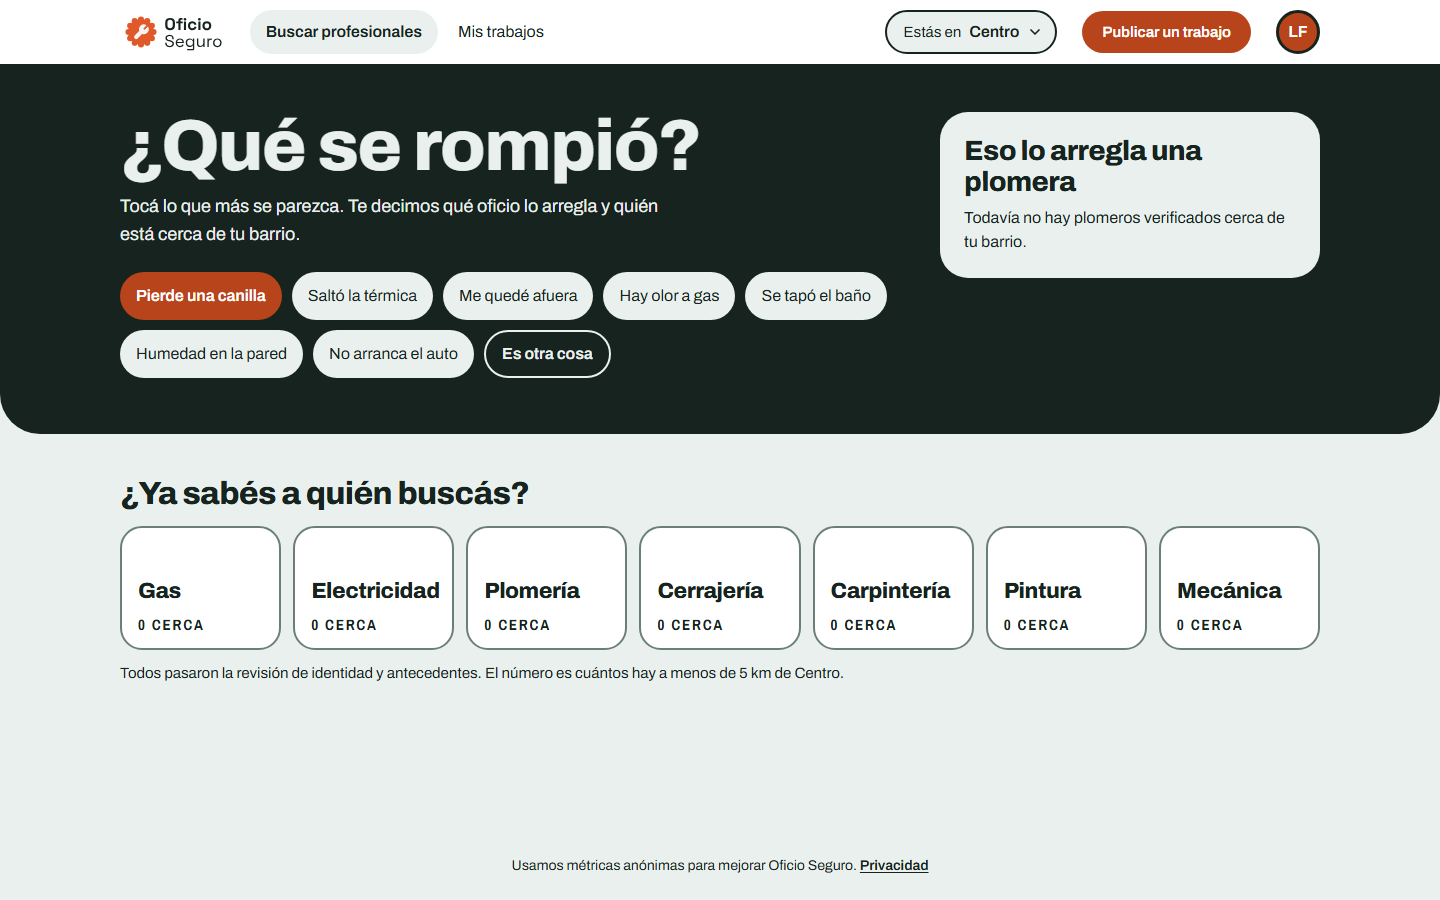 Oficio
Seguro
Buscar profesionales
Mis trabajos
Estás en Centro
Publicar un trabajo
LF
¿Qué se rompió?
Tocá lo que más se parezca. Te decimos qué oficio lo arregla y quién
está cerca de tu barrio.
Pierde una canilla
Saltó la térmica
Me quedé afuera
Hay olor a gas
Se tapó el baño
Humedad en la pared
No arranca el auto
Es otra cosa
Eso lo arregla una
plomera
Todavía no hay plomeros verificados cerca de
tu barrio.
¿Ya sabés a quién buscás?
Gas
0 CERCA
Electricidad
0 CERCA
Plomería
0 CERCA
Cerrajería
0 CERCA
Carpintería
0 CERCA
Pintura
0 CERCA
Mecánica
0 CERCA
Todos pasaron la revisión de identidad y antecedentes. El número es cuántos hay a menos de 5 km de Centro.
Usamos métricas anónimas para mejorar Oficio Seguro. Privacidad